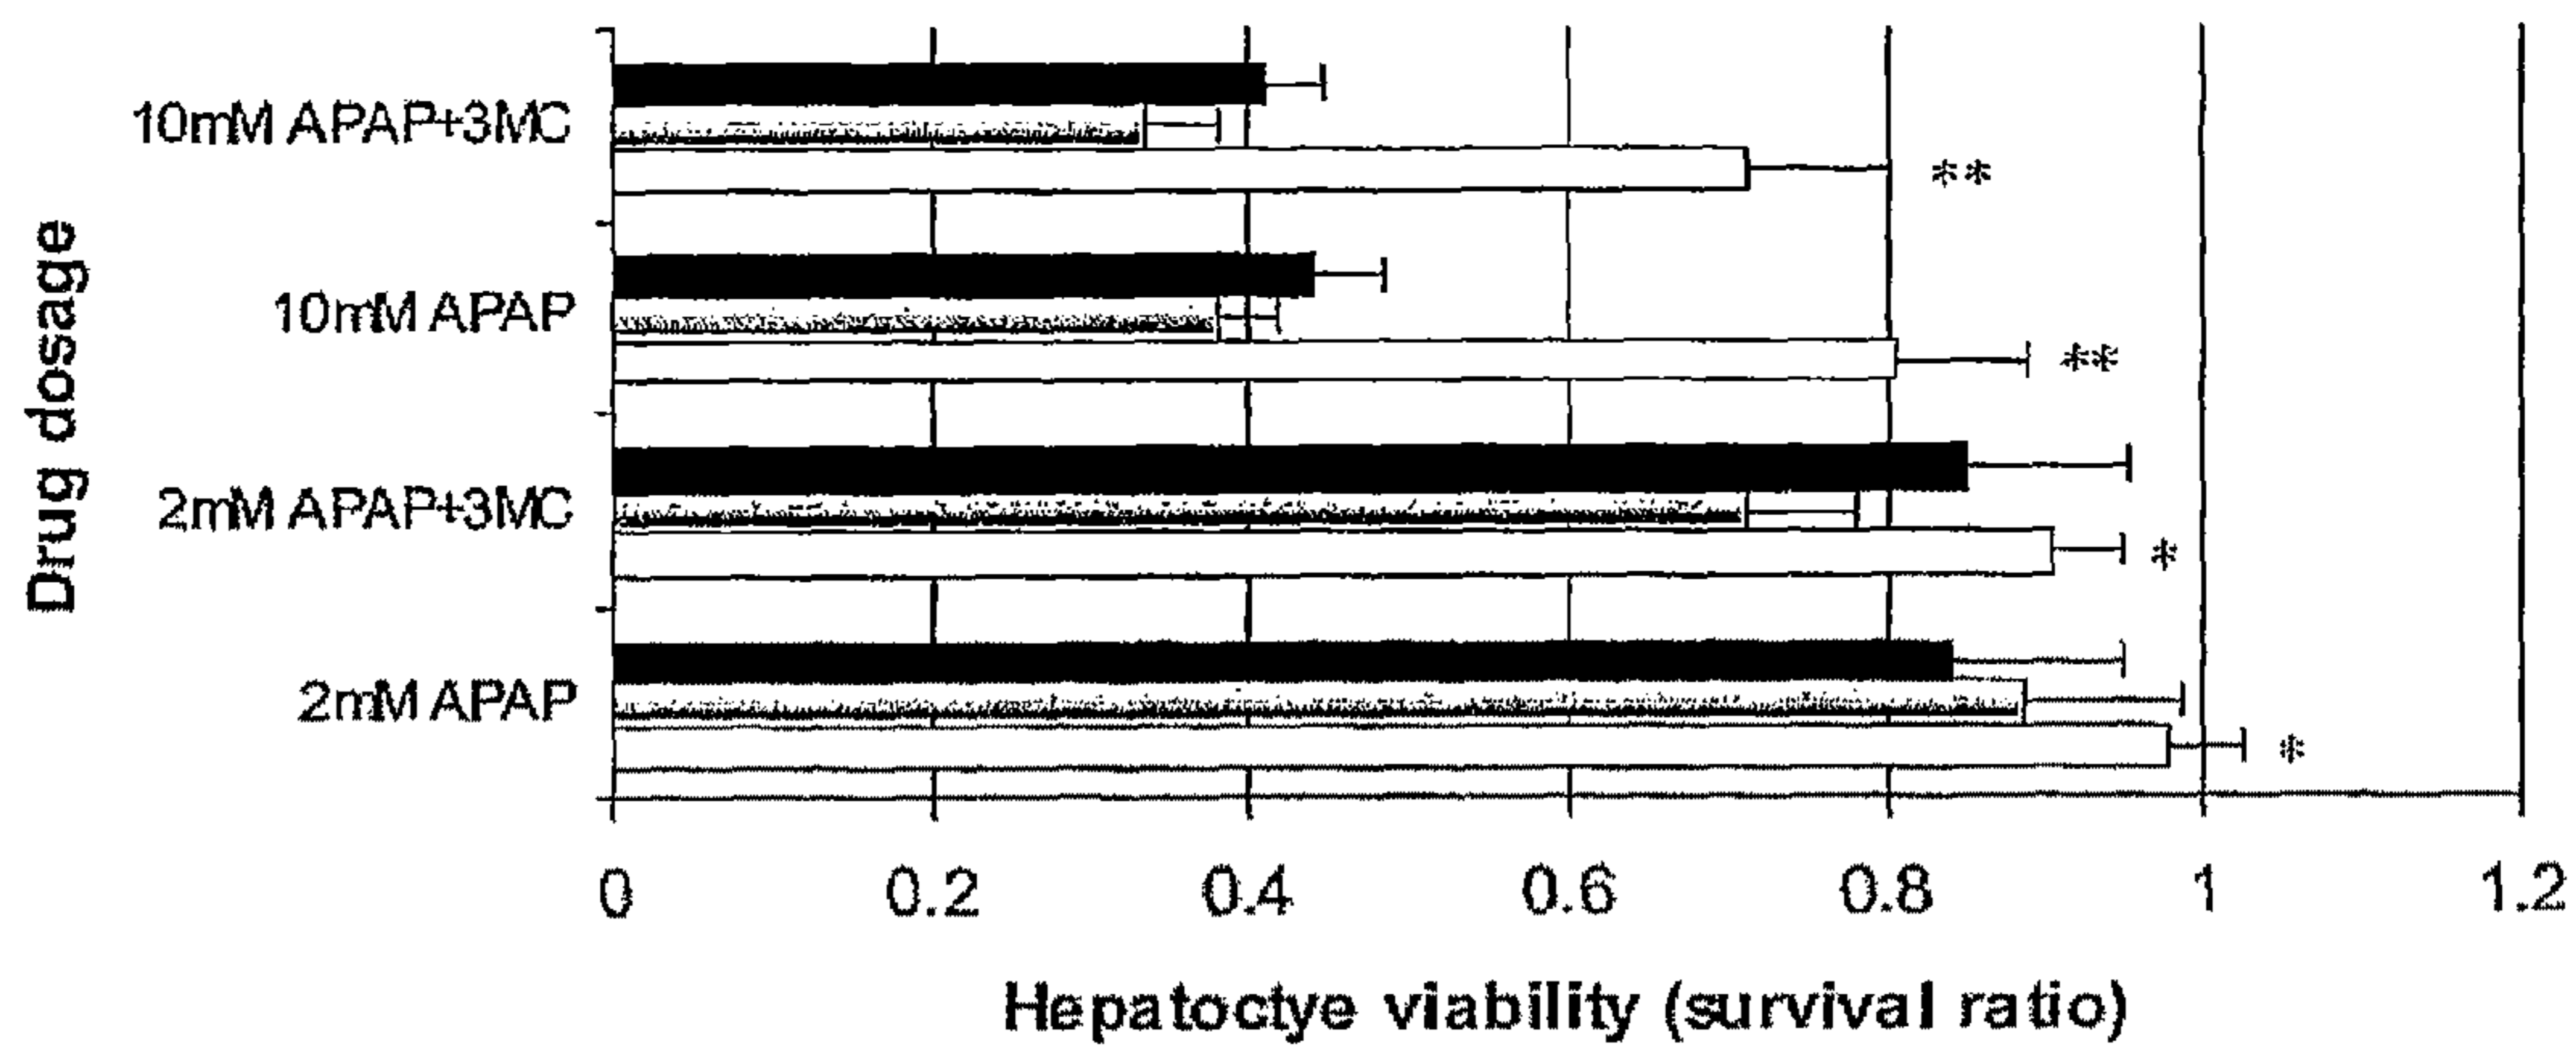 Drug dosage
10mM APAP+3MC
**
10mM APAP
**
2mM APAP+3MC
*
2mM APAP
*
0 0.2 0.4 0.6 0.8 1 1.2
Hepatoctye viability (survival ratio)